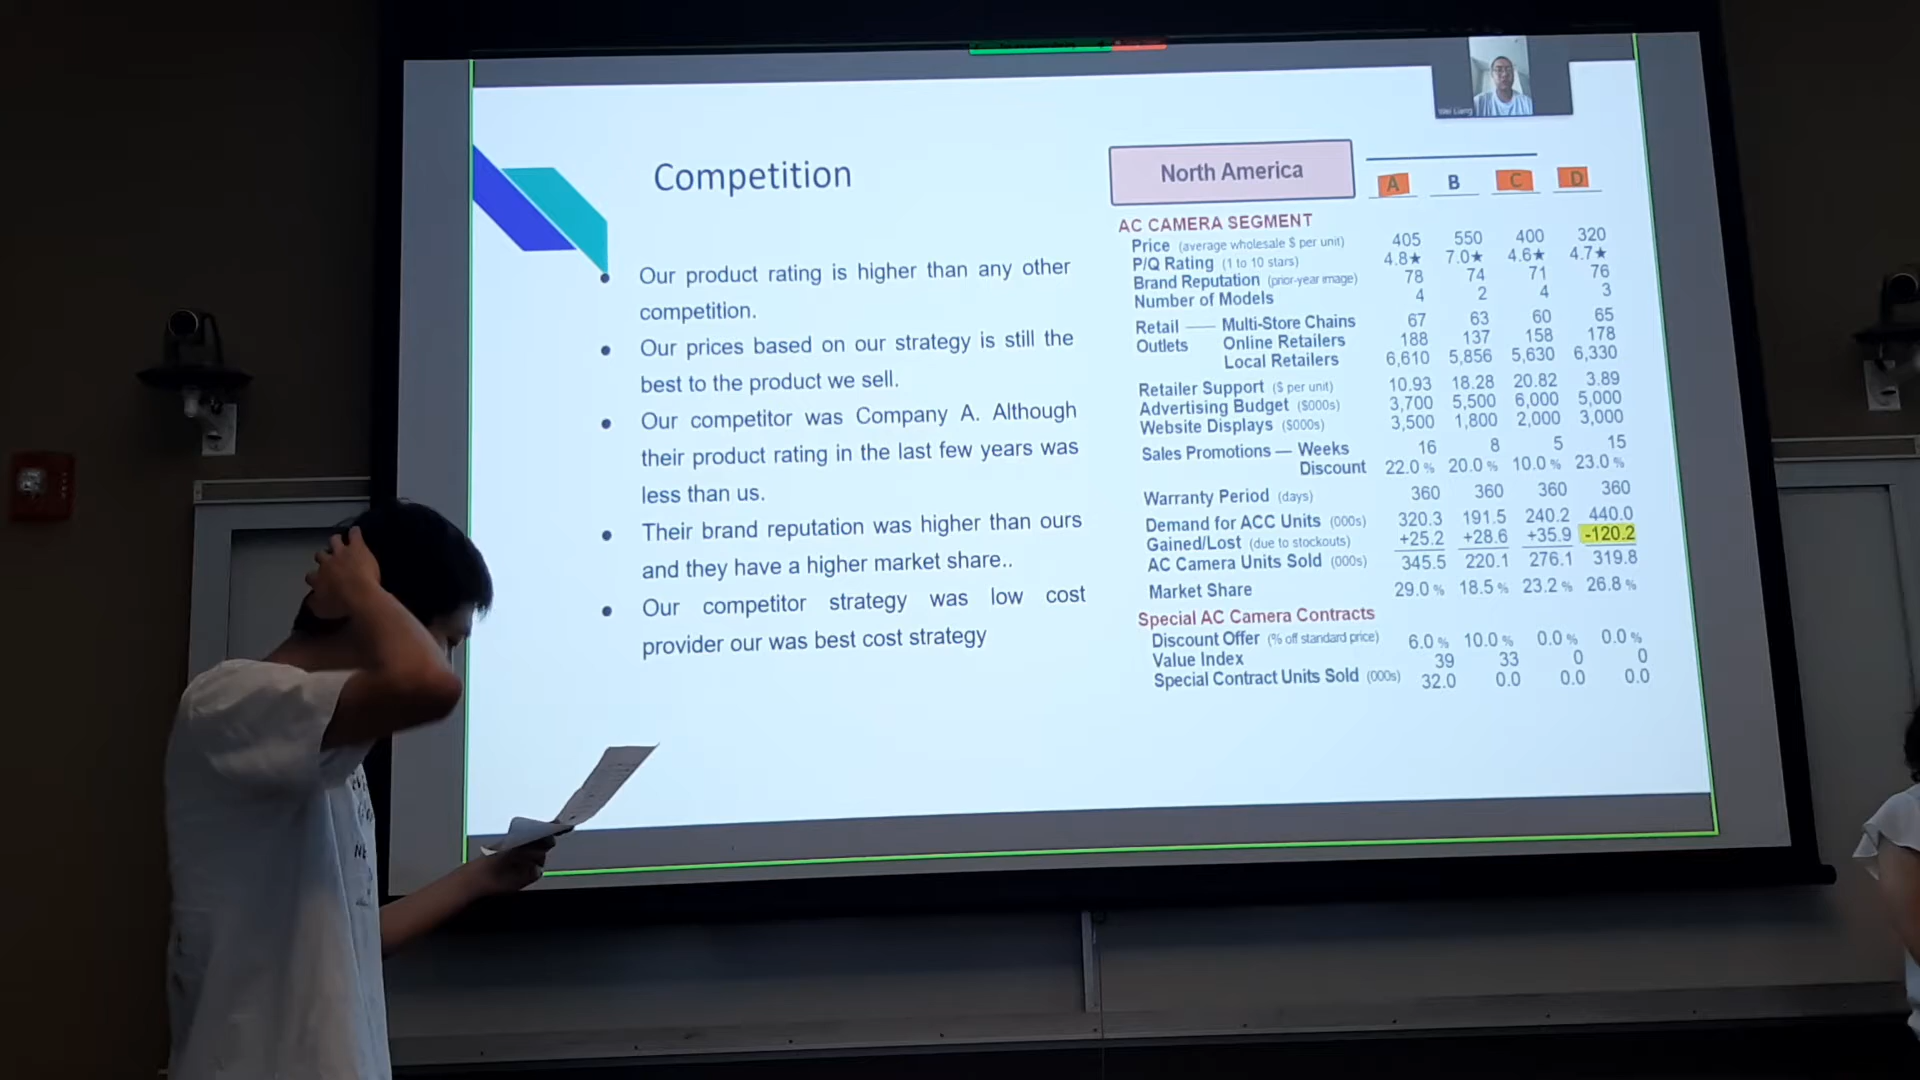 Wei Liang
Competition
Our product rating is higher than any other
competition.
Our prices based on our strategy is still the
best to the product we sell.
Our competitor was Company A. Although
their product rating in the last few years was
less than us.
Their brand reputation was higher than ours
and they have a higher market share..
Our competitor strategy was low cost
provider our was best cost strategy
North America A B C D
AC CAMERA SEGMENT
Price (average wholesale $ per unit) 405 550 400 320
P/Q Rating (1 to 10 stars) 4.8★ 7.0★ 4.6★ 4.7★
Brand Reputation (prior-year image) 78 74 71 76
Number of Models 4 2 4 3
Retail Multi-Store Chains 67 63 60 65
Outlets Online Retailers 188 137 158 178
Local Retailers 6,610 5,856 5,630 6,330
Retailer Support ($ per unit) 10.93 18.28 20.82 3.89
Advertising Budget ($000s) 3,700 5,500 6,000 5,000
Website Displays ($000s) 3,500 1,800 2,000 3,000
Sales Promotions — Weeks 16 8 5 15
Discount 22.0 % 20.0 % 10.0 % 23.0 %
Warranty Period (days) 360 360 360 360
Demand for ACC Units (000s) 320.3 191.5 240.2 440.0
Gained/Lost (due to stockouts) +25.2 +28.6 +35.9 -120.2
AC Camera Units Sold (000s) 345.5 220.1 276.1 319.8
Market Share 29.0 % 18.5 % 23.2 % 26.8 %
Special AC Camera Contracts
Discount Offer (% off standard price) 6.0 % 10.0 % 0.0 % 0.0 %
Value Index 39 33 0 0
Special Contract Units Sold (000s) 32.0 0.0 0.0 0.0